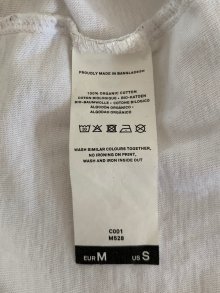 PROUDLY MADE IN BANGLADESH
100% ORGANIC COTTON
COTON BIOLOGIQUE • BIO-KATOEN
BIO-BAUMWOLLE • COTONE BILOGICO
ALGODÓN ORGÁNICO •
ALGODÃO ORGÂNICO
WASH SIMILAR COLOURS TOGETHER,
NO IRONING ON PRINT,
WASH AND IRON INSIDE OUT
C001
M528
EUR M US S